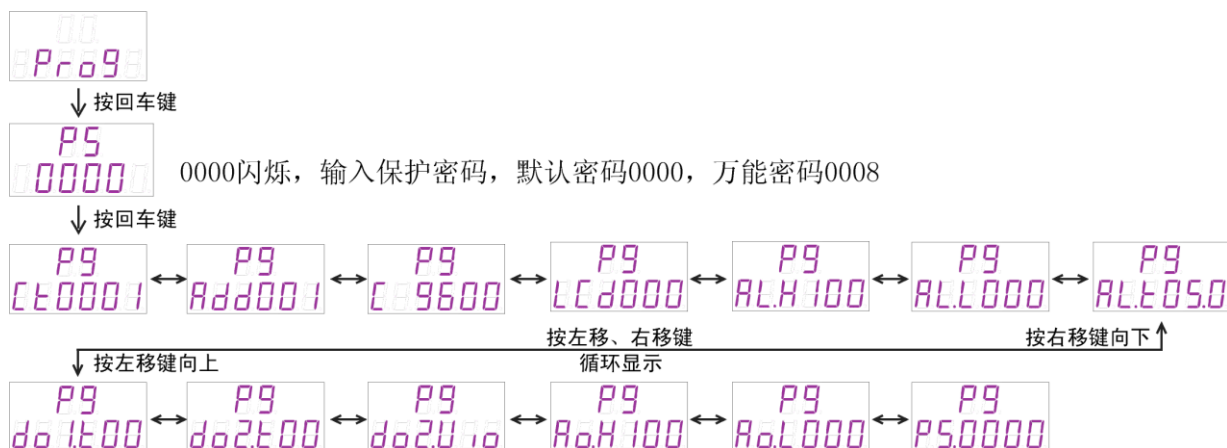 Prog
按回车键
PS
0000
0000闪烁，输入保护密码，默认密码0000，万能密码0008
按回车键
PG PG PG PG PG PG PG
Ct0001 Add001 C 9600 LCd000 AL.H100 AL.L000 AL.t05.0
按左移、右移键 按右移键向下
按左移键向上 循环显示
PG PG PG PG PG PG
do1.t00 do2.t00 do2.U 10 Ao.H100 Ao.L000 PS.0000